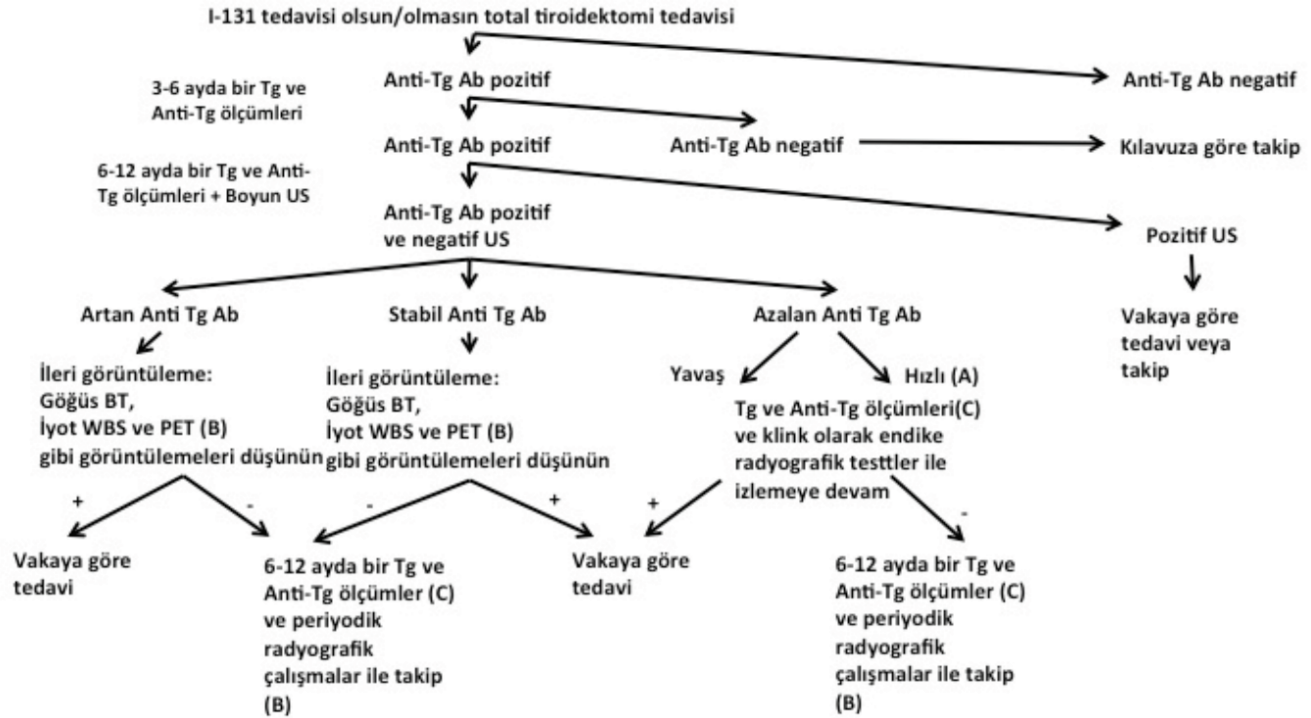 I-131 tedavisi olsun/olmasın total tiroidektomi tedavisi
Anti-Tg Ab pozitif
Anti-Tg Ab negatif
3-6 ayda bir Tg ve
Anti-Tg ölçümleri
Anti-Tg Ab pozitif
Anti-Tg Ab negatif
Kılavuza göre takip
6-12 ayda bir Tg ve Anti-
Tg ölçümleri + Boyun US
Anti-Tg Ab pozitif
ve negatif US
Pozitif US
Vakaya göre
tedavi veya
takip
Artan Anti Tg Ab
Stabil Anti Tg Ab
Azalan Anti Tg Ab
İleri görüntüleme:
Göğüs BT,
İyot WBS ve PET (B)
gibi görüntülemeleri düşünün
İleri görüntüleme:
Göğüs BT,
İyot WBS ve PET (B)
gibi görüntülemeleri düşünün
Yavaş
Hızlı (A)
Tg ve Anti-Tg ölçümleri(C)
ve klink olarak endike
radyografik testtler ile
izlemeye devam
+
-
-
+
+
-
Vakaya göre
tedavi
6-12 ayda bir Tg ve
Anti-Tg ölçümler (C)
ve periyodik
radyografik
çalışmalar ile takip
(B)
Vakaya göre
tedavi
6-12 ayda bir Tg ve
Anti-Tg ölçümler (C)
ve periyodik
radyografik
çalışmalar ile takip
(B)